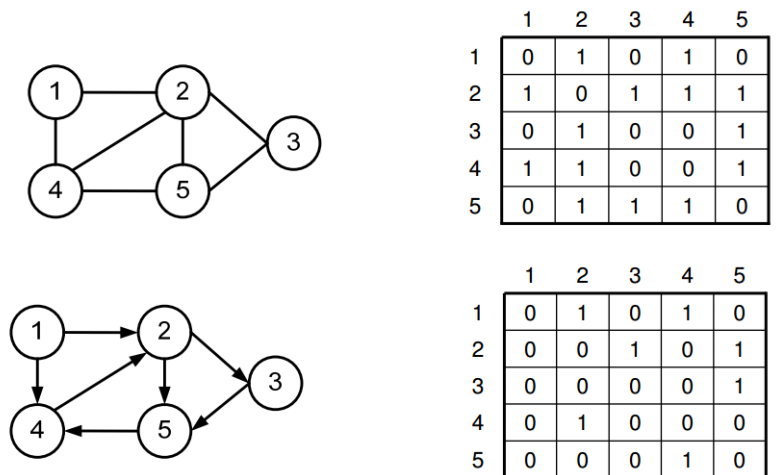 1 2 3 4 5
1 0 1 0 1 0
2 1 0 1 1 1
3 0 1 0 0 1
4 1 1 0 0 1
5 0 1 1 1 0
1 2
3
4 5
1 2 3 4 5
1 0 1 0 1 0
2 0 0 1 0 1
3 0 0 0 0 1
4 0 1 0 0 0
5 0 0 0 1 0
1 2
3
4 5